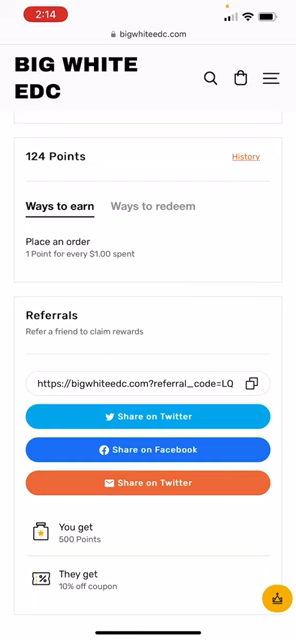 2:14
bigwhiteedc.com
BIG WHITE
EDC
124 Points
History
Ways to earn
Ways to redeem
Place an order
1 Point for every $1.00 spent
Referrals
Refer a friend to claim rewards
https://bigwhiteedc.com?referral_code=LQ
Share on Twitter
Share on Facebook
Share on Twitter
You get
500 Points
They get
10% off coupon